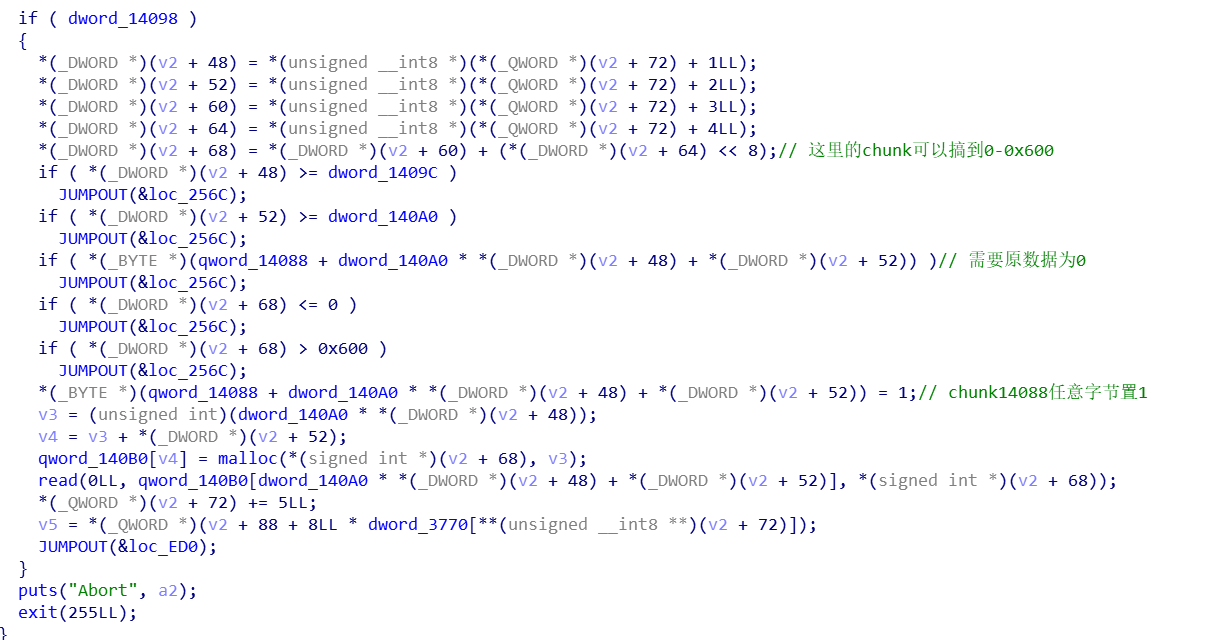 if ( dword_14098 )
{
*(_DWORD *)(v2 + 48) = *(unsigned __int8 *)(*(_QWORD *)(v2 + 72) + 1LL);
*(_DWORD *)(v2 + 52) = *(unsigned __int8 *)(*(_QWORD *)(v2 + 72) + 2LL);
*(_DWORD *)(v2 + 60) = *(unsigned __int8 *)(*(_QWORD *)(v2 + 72) + 3LL);
*(_DWORD *)(v2 + 64) = *(unsigned __int8 *)(*(_QWORD *)(v2 + 72) + 4LL);
*(_DWORD *)(v2 + 68) = *(_DWORD *)(v2 + 60) + (*(_DWORD *)(v2 + 64) << 8);// 这里的chunk可以搞到0-0x600
if ( *(_DWORD *)(v2 + 48) >= dword_1409C )
JUMPOUT(&loc_256C);
if ( *(_DWORD *)(v2 + 52) >= dword_140A0 )
JUMPOUT(&loc_256C);
if ( *(_BYTE *)(qword_14088 + dword_140A0 * *(_DWORD *)(v2 + 48) + *(_DWORD *)(v2 + 52)) )// 需要原数据为0
JUMPOUT(&loc_256C);
if ( *(_DWORD *)(v2 + 68) <= 0 )
JUMPOUT(&loc_256C);
if ( *(_DWORD *)(v2 + 68) > 0x600 )
JUMPOUT(&loc_256C);
*(_BYTE *)(qword_14088 + dword_140A0 * *(_DWORD *)(v2 + 48) + *(_DWORD *)(v2 + 52)) = 1;// chunk14088任意字节置1
v3 = (unsigned int)(dword_140A0 * *(_DWORD *)(v2 + 48));
v4 = v3 + *(_DWORD *)(v2 + 52);
qword_140B0[v4] = malloc(*(signed int *)(v2 + 68), v3);
read(0LL, qword_140B0[dword_140A0 * *(_DWORD *)(v2 + 48) + *(_DWORD *)(v2 + 52)], *(signed int *)(v2 + 68));
*(_QWORD *)(v2 + 72) += 5LL;
v5 = *(_QWORD *)(v2 + 88 + 8LL * dword_3770[**(unsigned __int8 **)(v2 + 72)]);
JUMPOUT(&loc_ED0);
}
puts("Abort", a2);
exit(255LL);
}